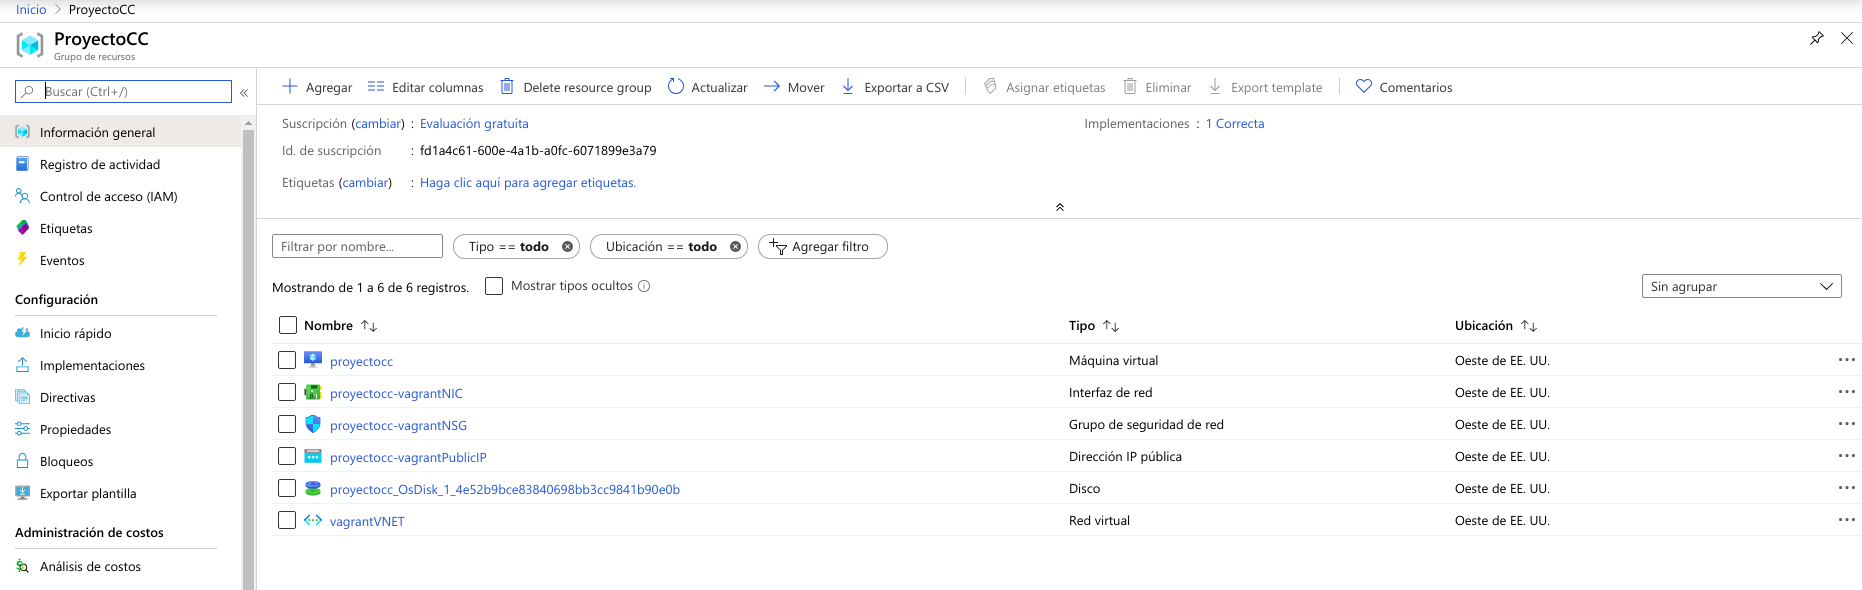 Inicio > ProyectoCC
ProyectoCC
Grupo de recursos
Buscar (Ctrl+/)
Información general
Registro de actividad
Control de acceso (IAM)
Etiquetas
Eventos
Configuración
Inicio rápido
Implementaciones
Directivas
Propiedades
Bloqueos
Exportar plantilla
Administración de costos
Análisis de costos
Agregar Editar columnas Delete resource group Actualizar Mover Exportar a CSV Asignar etiquetas Eliminar Export template Comentarios
Suscripción (cambiar) : Evaluación gratuita Implementaciones : 1 Correcta
Id. de suscripción : fd1a4c61-600e-4a1b-a0fc-6071899e3a79
Etiquetas (cambiar) : Haga clic aquí para agregar etiquetas.
Filtrar por nombre... Tipo == todo Ubicación == todo Agregar filtro
Mostrando de 1 a 6 de 6 registros. Mostrar tipos ocultos Sin agrupar
Nombre Tipo Ubicación
proyectocc Máquina virtual Oeste de EE. UU.
proyectocc-vagrantNIC Interfaz de red Oeste de EE. UU.
proyectocc-vagrantNSG Grupo de seguridad de red Oeste de EE. UU.
proyectocc-vagrantPublicIP Dirección IP pública Oeste de EE. UU.
proyectocc_OsDisk_1_4e52b9bce83840698bb3cc9841b90e0b Disco Oeste de EE. UU.
vagrantVNET Red virtual Oeste de EE. UU.